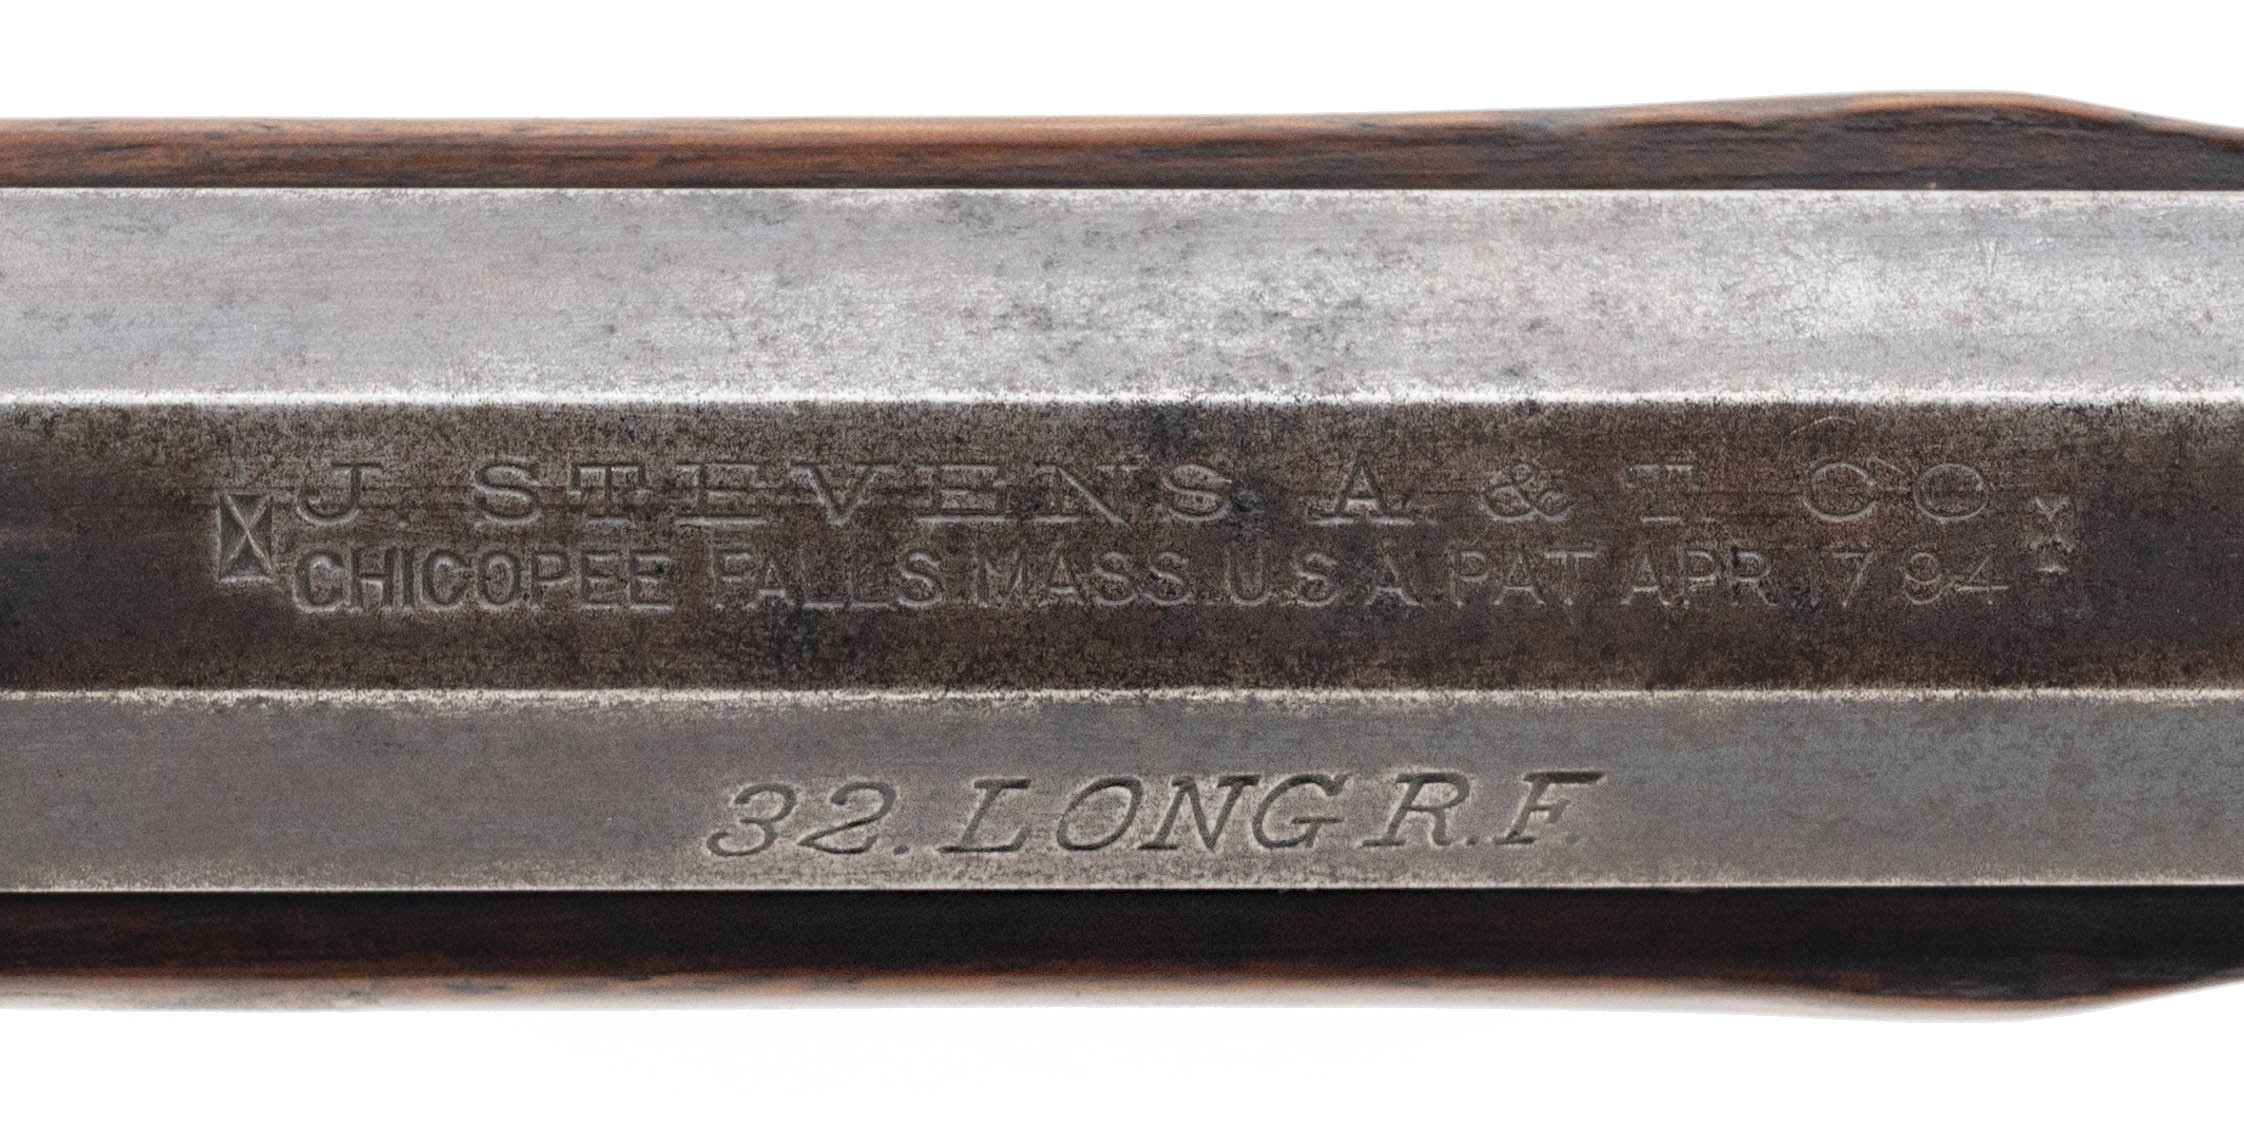 J. STEVENS A. & T. CO.
CHICOPEE FALLS MASS. U.S.A. PAT APR. 17 94
32. LONG R.F.